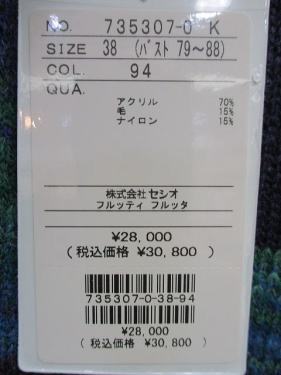 NO. 735307-0 K
SIZE 38 (バスト 79～88)
COL. 94
QUA.
アクリル 70%
毛 15%
ナイロン 15%
株式会社 セシオ
フルッティ フルッタ
¥28,000
(税込価格 ¥30,800 )
735307-0-38-94
¥28,000
(税込価格 ¥30,800 )